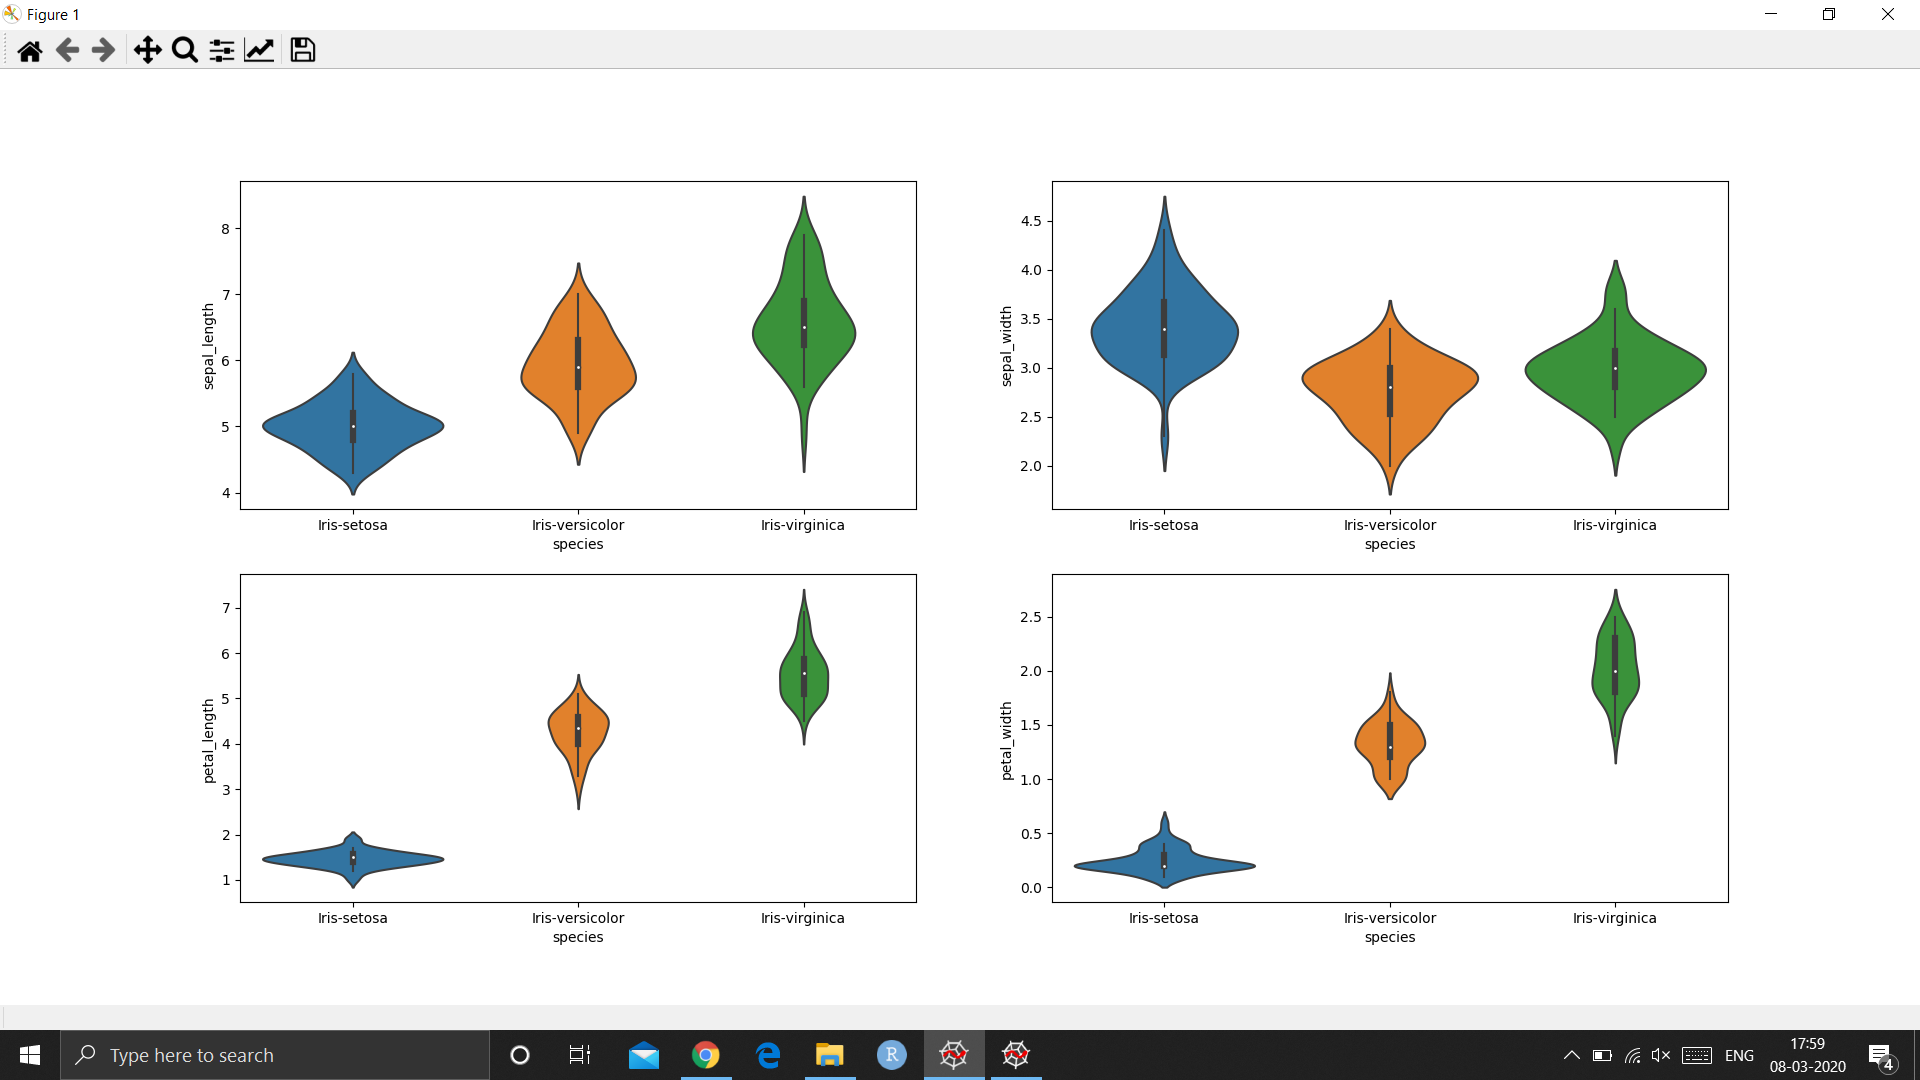 Figure 1
8
7
6
5
4
sepal_length
Iris-setosa Iris-versicolor Iris-virginica
species
4.5
4.0
3.5
3.0
2.5
2.0
sepal_width
Iris-setosa Iris-versicolor Iris-virginica
species
7
6
5
4
3
2
1
petal_length
Iris-setosa Iris-versicolor Iris-virginica
species
2.5
2.0
1.5
1.0
0.5
0.0
petal_width
Iris-setosa Iris-versicolor Iris-virginica
species
Type here to search
R
ENG
17:59
08-03-2020
4